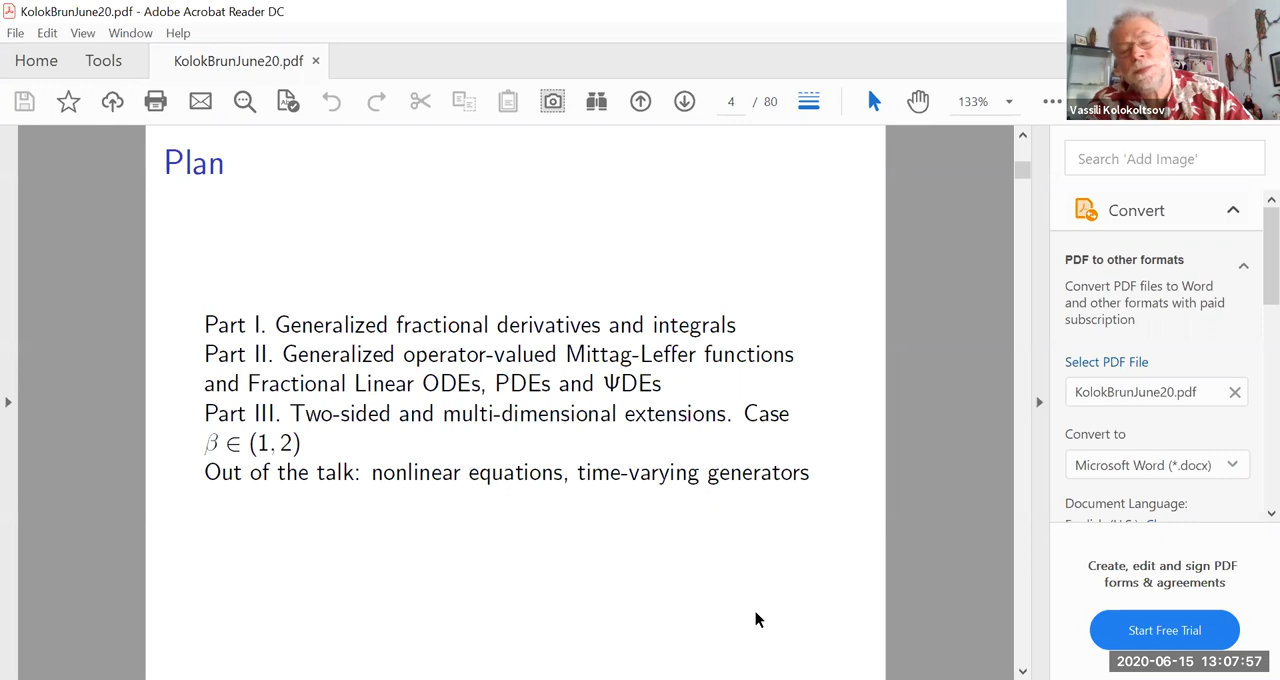 KolokBrunJune20.pdf - Adobe Acrobat Reader DC
File Edit View Window Help
Home Tools KolokBrunJune20.pdf ×
4 / 80 133%
Vassili Kolokoltsov
Plan
Part I. Generalized fractional derivatives and integrals
Part II. Generalized operator-valued Mittag-Leffer functions
and Fractional Linear ODEs, PDEs and ΨDEs
Part III. Two-sided and multi-dimensional extensions. Case
β ∈ (1, 2)
Out of the talk: nonlinear equations, time-varying generators
Search 'Add Image'
Convert
PDF to other formats
Convert PDF files to Word
and other formats with paid
subscription
Select PDF File
KolokBrunJune20.pdf
Convert to
Microsoft Word (*.docx)
Document Language:
Create, edit and sign PDF
forms & agreements
Start Free Trial
2020-06-15 13:07:57